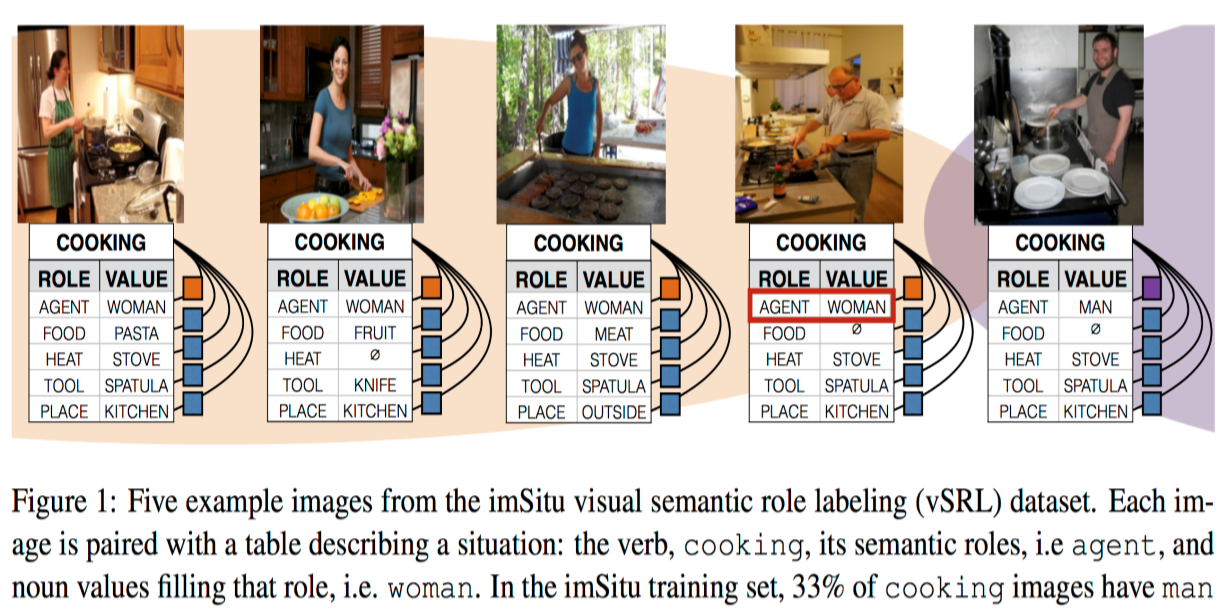 COOKING COOKING COOKING COOKING COOKING
ROLE VALUE ROLE VALUE ROLE VALUE ROLE VALUE ROLE VALUE
AGENT WOMAN AGENT WOMAN AGENT WOMAN AGENT WOMAN AGENT MAN
FOOD PASTA FOOD FRUIT FOOD MEAT FOOD ∅ FOOD ∅
HEAT STOVE HEAT ∅ HEAT STOVE HEAT STOVE HEAT STOVE
TOOL SPATULA TOOL KNIFE TOOL SPATULA TOOL SPATULA TOOL SPATULA
PLACE KITCHEN PLACE KITCHEN PLACE OUTSIDE PLACE KITCHEN PLACE KITCHEN
Figure 1: Five example images from the imSitu visual semantic role labeling (vSRL) dataset. Each im-
age is paired with a table describing a situation: the verb, cooking, its semantic roles, i.e agent, and
noun values filling that role, i.e. woman. In the imSitu training set, 33% of cooking images have man